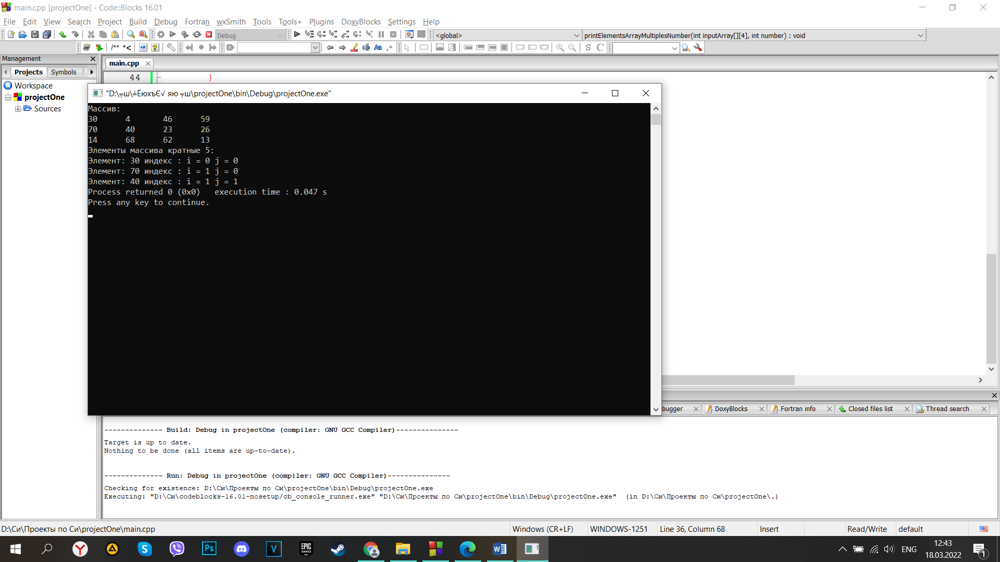 main.cpp [projectOne] - Code::Blocks 16.01
File Edit View Search Project Build Debug Fortran wxSmith Tools Tools+ Plugins DoxyBlocks Settings Help
Debug <global> printElementsArrayMultiplesNumber(int inputArray[][4], int number) : void
/** *< Aa .* S C
Management
main.cpp
Projects Symbols
44 }
Workspace
projectOne
Sources
"D:\╤ш\╧ЁюхъЄ√ яю ╤ш\projectOne\bin\Debug\projectOne.exe"
Массив:
30 4 46 59
70 40 23 26
14 68 62 13
Элементы массива кратные 5:
Элемент: 30 индекс : i = 0 j = 0
Элемент: 70 индекс : i = 1 j = 0
Элемент: 40 индекс : i = 1 j = 1
Process returned 0 (0x0)   execution time : 0.047 s
Press any key to continue.
bugger DoxyBlocks Fortran info Closed files list Thread search
-------------- Build: Debug in projectOne (compiler: GNU GCC Compiler)---------------
Target is up to date.
Nothing to be done (all items are up-to-date).
-------------- Run: Debug in projectOne (compiler: GNU GCC Compiler)---------------
Checking for existence: D:\Си\Проекты по Си\projectOne\bin\Debug\projectOne.exe
Executing: "D:\Си\codeblocks-16.01-nosetup/cb_console_runner.exe" "D:\Си\Проекты по Си\projectOne\bin\Debug\projectOne.exe"  (in D:\Си\Проекты по Си\projectOne\.)
D:\Си\Проекты по Си\projectOne\main.cpp Windows (CR+LF) WINDOWS-1251 Line 36, Column 68 Insert Read/Write default
Ps V EPIC GAMES ENG 12:43
18.03.2022 1